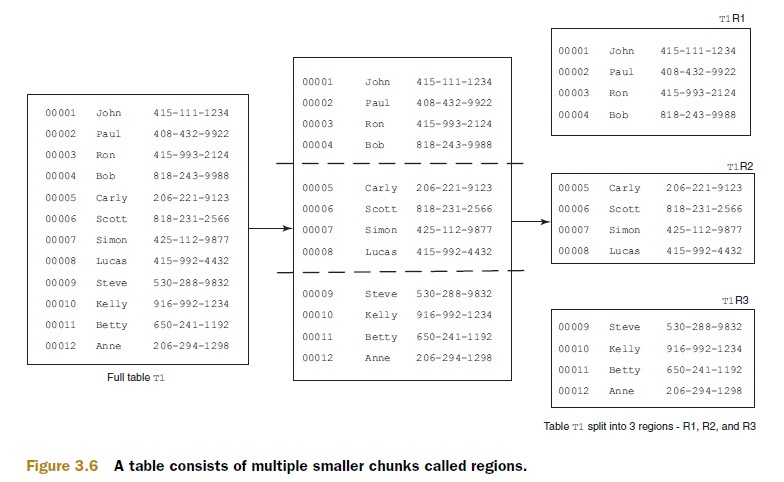 00001 John 415-111-1234
00002 Paul 408-432-9922
00003 Ron 415-993-2124
00004 Bob 818-243-9988
00005 Carly 206-221-9123
00006 Scott 818-231-2566
00007 Simon 425-112-9877
00008 Lucas 415-992-4432
00009 Steve 530-288-9832
00010 Kelly 916-992-1234
00011 Betty 650-241-1192
00012 Anne 206-294-1298
Full table T1
00001 John 415-111-1234
00002 Paul 408-432-9922
00003 Ron 415-993-2124
00004 Bob 818-243-9988
00005 Carly 206-221-9123
00006 Scott 818-231-2566
00007 Simon 425-112-9877
00008 Lucas 415-992-4432
00009 Steve 530-288-9832
00010 Kelly 916-992-1234
00011 Betty 650-241-1192
00012 Anne 206-294-1298
T1R1
00001 John 415-111-1234
00002 Paul 408-432-9922
00003 Ron 415-993-2124
00004 Bob 818-243-9988
T1R2
00005 Carly 206-221-9123
00006 Scott 818-231-2566
00007 Simon 425-112-9877
00008 Lucas 415-992-4432
T1R3
00009 Steve 530-288-9832
00010 Kelly 916-992-1234
00011 Betty 650-241-1192
00012 Anne 206-294-1298
Table T1 split into 3 regions - R1, R2, and R3
Figure 3.6 A table consists of multiple smaller chunks called regions.